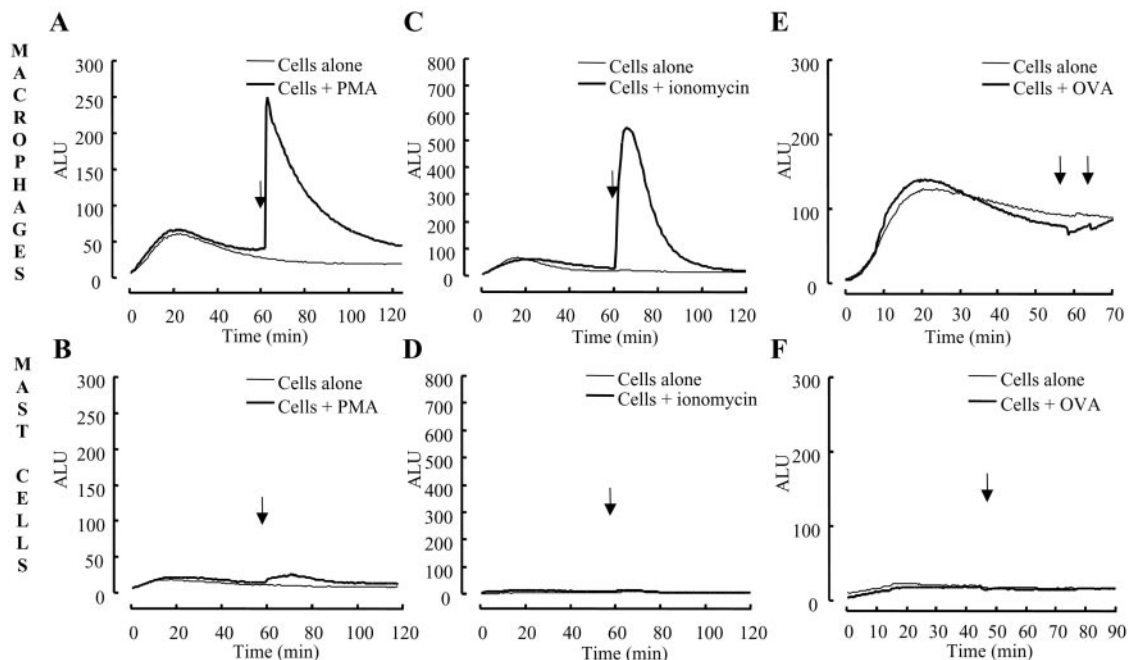 MACROPHAGES
A
300
250
200
150
100
50
0
ALU
Cells alone
Cells + PMA
0 20 40 60 80 100 120
Time (min)
C
800
700
600
500
400
300
200
100
0
ALU
Cells alone
Cells + ionomycin
0 20 40 60 80 100 120
Time (min)
E
300
200
100
0
ALU
Cells alone
Cells + OVA
0 10 20 30 40 50 60 70
Time (min)
MAST CELLS
B
300
250
200
150
100
50
0
ALU
Cells alone
Cells + PMA
0 20 40 60 80 100 120
Time (min)
D
800
700
600
500
400
300
200
100
0
ALU
Cells alone
Cells + ionomycin
0 20 40 60 80 100 120
Time (min)
F
300
200
100
0
ALU
Cells alone
Cells + OVA
0 10 20 30 40 50 60 70 80 90
Time (min)